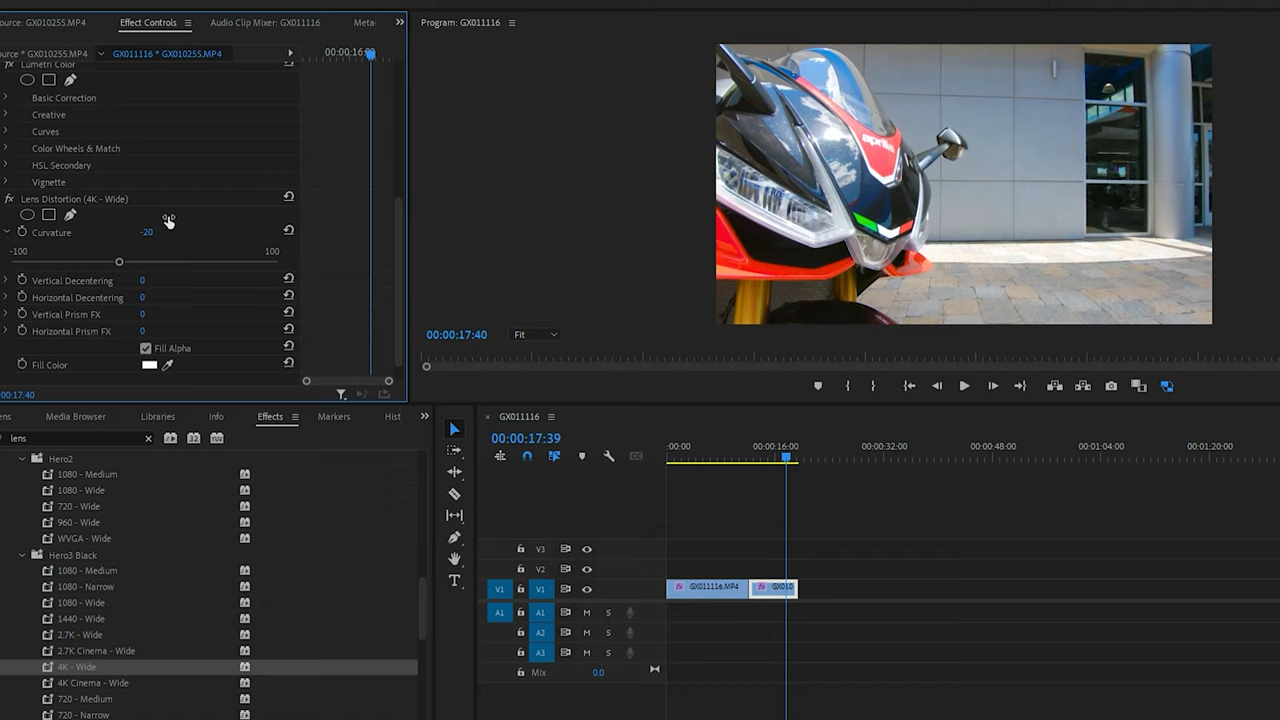 ource: GX010255.MP4
Effect Controls
Audio Clip Mixer: GX011116
Meta
ource * GX010255.MP4
GX011116 * GX010255.MP4
00:00:16:
Lumetri Color
Basic Correction
Creative
Curves
Color Wheels & Match
HSL Secondary
Vignette
Lens Distortion (4K - Wide)
Curvature
-20
-100
100
Vertical Decentering
0
Horizontal Decentering
0
Vertical Prism FX
0
Horizontal Prism FX
0
Fill Alpha
Fill Color
00:17:40
Program: GX011116
aprilia
00:00:17:40
Fit
ens
Media Browser
Libraries
Info
Effects
Markers
Hist
lens
32
YUV
Hero2
1080 - Medium
1080 - Wide
720 - Wide
960 - Wide
WVGA - Wide
Hero3 Black
1080 - Medium
1080 - Narrow
1080 - Wide
1440 - Wide
2.7K - Wide
2.7K Cinema - Wide
4K - Wide
4K Cinema - Wide
720 - Medium
720 - Narrow
GX011116
00:00:17:39
:00:00
00:00:16:00
00:00:32:00
00:00:48:00
00:01:04:00
00:01:20:00
V3
V2
V1
V1
fx
GX011116.MP4
fx
GX010
A1
A1
M
S
A2
M
S
A3
M
S
Mix
0.0